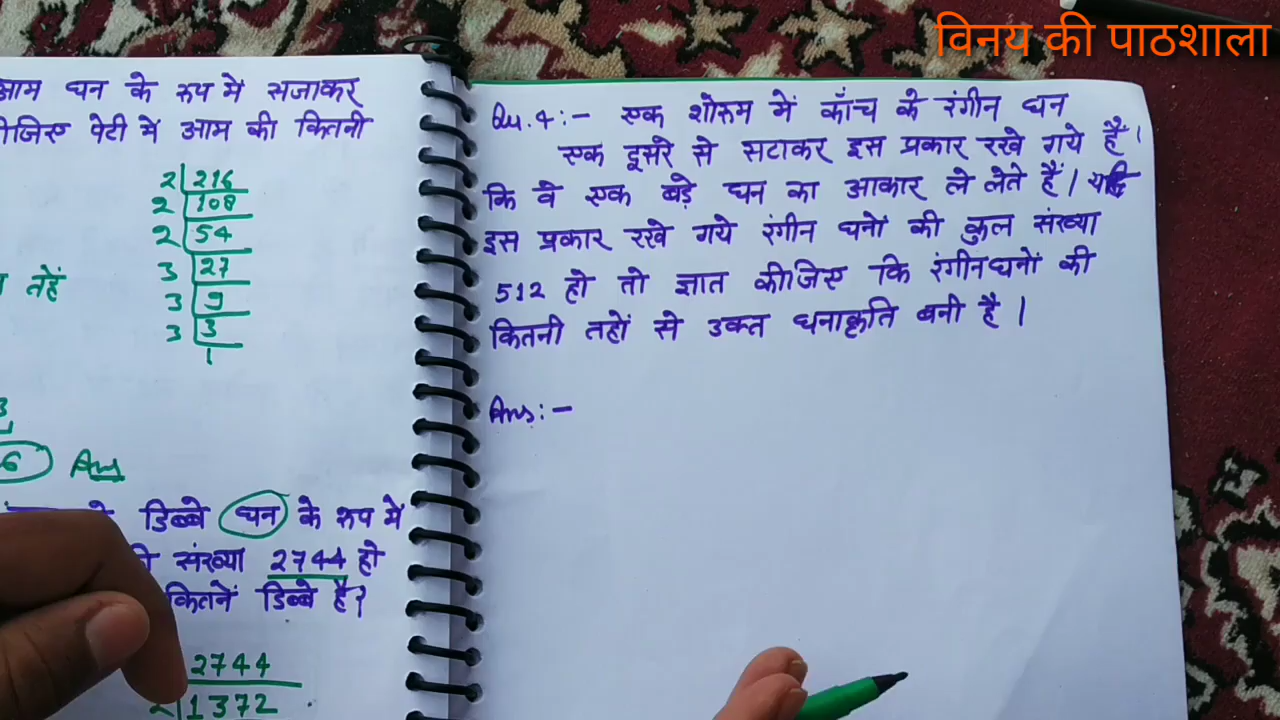 विनय की पाठशाला
आम घन के रुप में सजाकर
पेटी में आम की कितनी
2 216
2 108
2 54
3 27
3 9
3 3
1
तहें
3
6 Ans
डिब्बे घन के रुप में
संख्या 2744 हो
कितनें डिब्बे है?
2744
2 1372
Qu.4:- एक शोरुम में काँच के रंगीन घन
एक दूसरे से सटाकर इस प्रकार रखे गये है।
कि वे एक बड़े घन का आकार ले लेते हैं। यदि
इस प्रकार रखे गये रंगीन घनों की कुल संख्या
512 हो तो ज्ञात कीजिए कि रंगीन घनों की
कितनी तहों से उक्त घनाकृति बनी है।
Ans:-